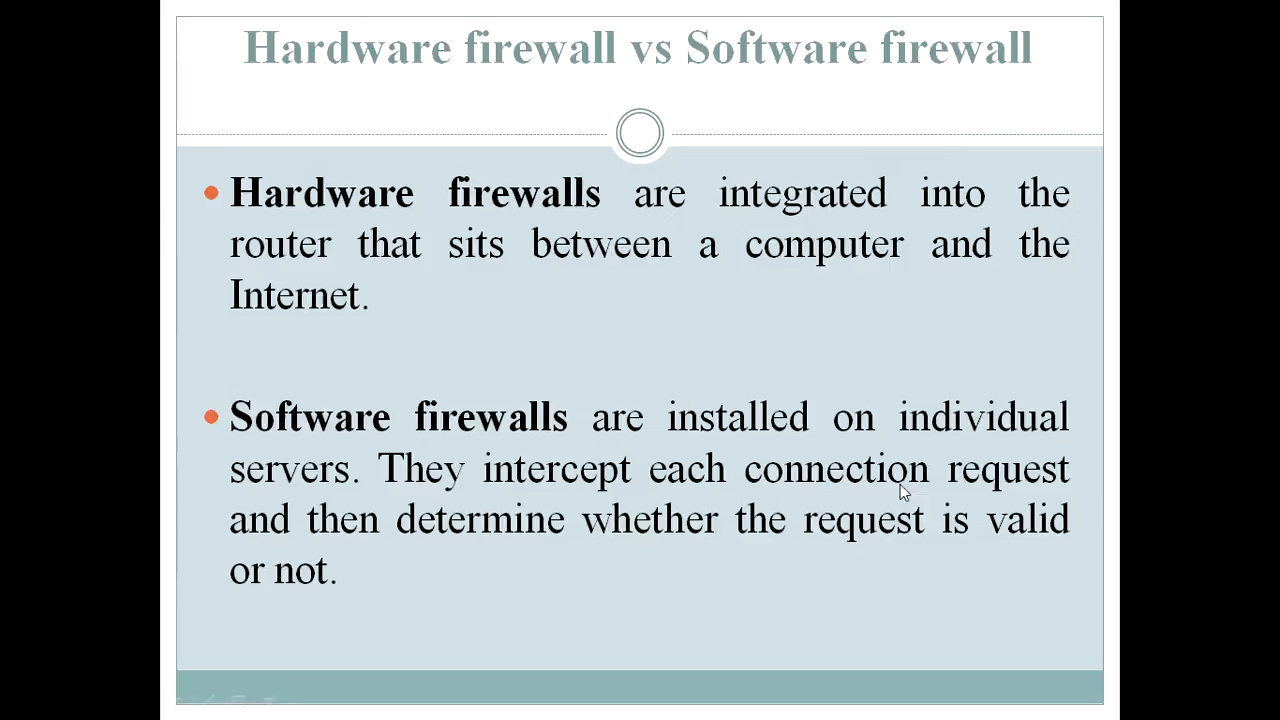 Hardware firewall vs Software firewall
Hardware firewalls are integrated into the
router that sits between a computer and the
Internet.
Software firewalls are installed on individual
servers. They intercept each connection request
and then determine whether the request is valid
or not.